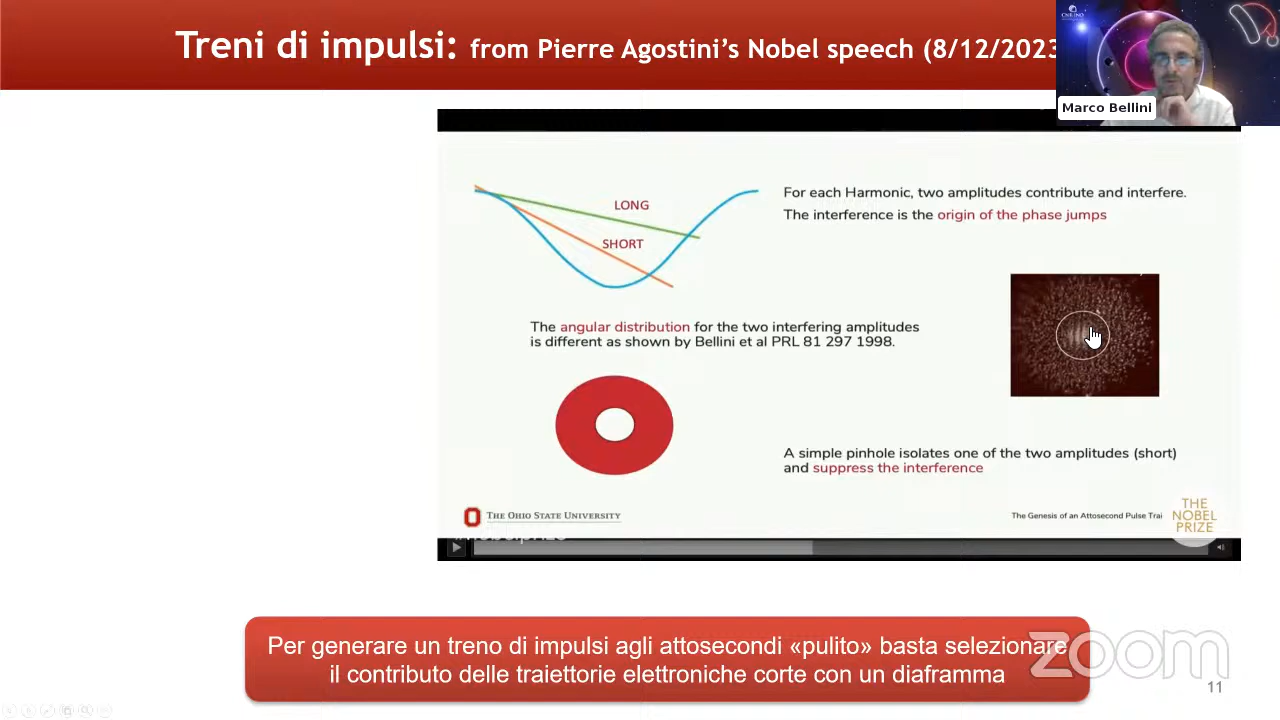 Treni di impulsi: from Pierre Agostini's Nobel speech (8/12/2023
CNR-INO
Marco Bellini
LONG
SHORT
For each Harmonic, two amplitudes contribute and interfere.
The interference is the origin of the phase jumps
The angular distribution for the two interfering amplitudes
is different as shown by Bellini et al PRL 81 297 1998.
A simple pinhole isolates one of the two amplitudes (short)
and suppress the interference
THE OHIO STATE UNIVERSITY
The Genesis of an Attosecond Pulse Trai
THE
NOBEL
PRIZE
Per generare un treno di impulsi agli attosecondi «pulito» basta selezionare
il contributo delle traiettorie elettroniche corte con un diaframma
zoom
11